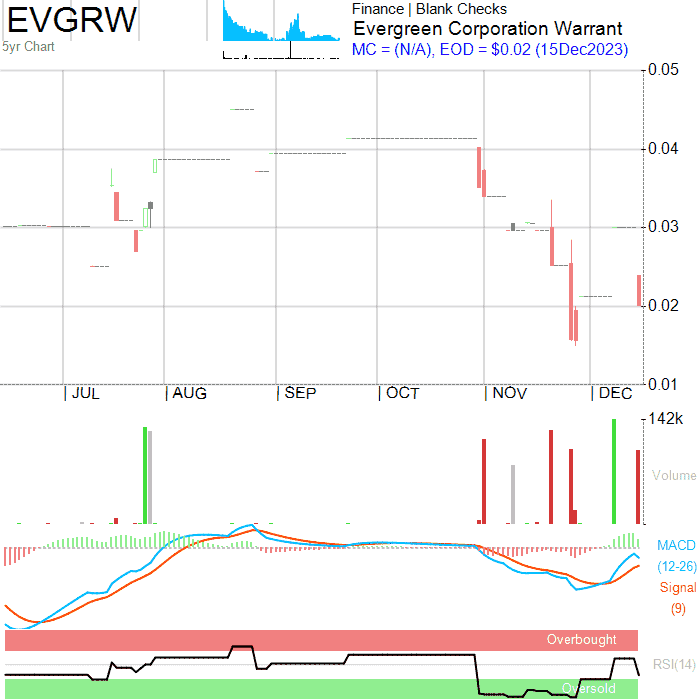 EVGRW
5yr Chart
Finance | Blank Checks
Evergreen Corporation Warrant
MC = (N/A), EOD = $0.02 (15Dec2023)
0.05
0.04
0.03
0.02
0.01
JUL AUG SEP OCT NOV DEC
142k
Volume
MACD
(12-26)
Signal
(9)
Overbought
RSI(14)
Oversold